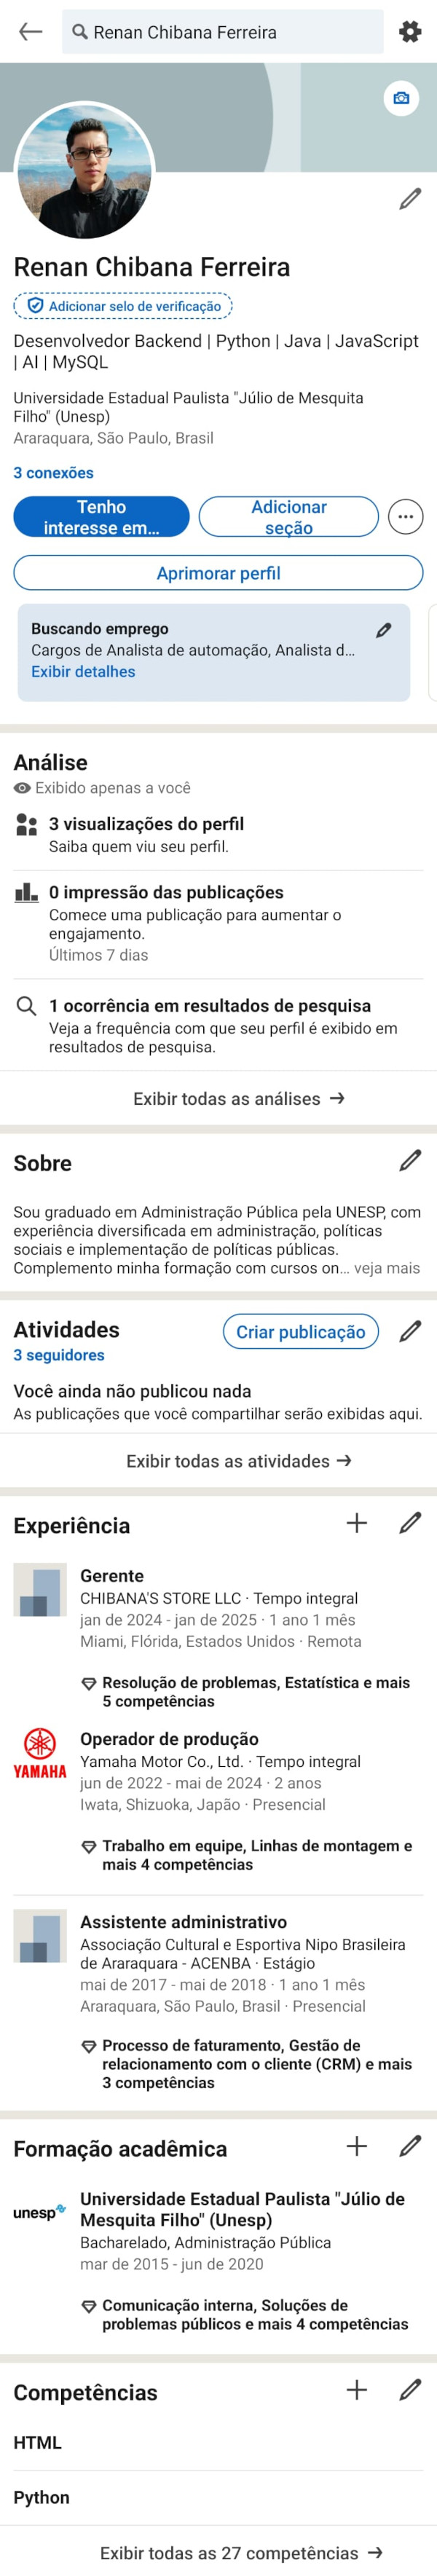 Renan Chibana Ferreira
Renan Chibana Ferreira
Adicionar selo de verificação
Desenvolvedor Backend | Python | Java | JavaScript
| AI | MySQL
Universidade Estadual Paulista "Júlio de Mesquita
Filho" (Unesp)
Araraquara, São Paulo, Brasil
3 conexões
Tenho
interesse em...
Adicionar
seção
Aprimorar perfil
Buscando emprego
Cargos de Analista de automação, Analista d...
Exibir detalhes
Análise
Exibido apenas a você
3 visualizações do perfil
Saiba quem viu seu perfil.
0 impressão das publicações
Comece uma publicação para aumentar o
engajamento.
Últimos 7 dias
1 ocorrência em resultados de pesquisa
Veja a frequência com que seu perfil é exibido em
resultados de pesquisa.
Exibir todas as análises →
Sobre
Sou graduado em Administração Pública pela UNESP, com
experiência diversificada em administração, políticas
sociais e implementação de políticas públicas.
Complemento minha formação com cursos on... veja mais
Atividades
Criar publicação
3 seguidores
Você ainda não publicou nada
As publicações que você compartilhar serão exibidas aqui.
Exibir todas as atividades →
Experiência
Gerente
CHIBANA'S STORE LLC · Tempo integral
jan de 2024 - jan de 2025 · 1 ano 1 mês
Miami, Flórida, Estados Unidos · Remota
Resolução de problemas, Estatística e mais
5 competências
YAMAHA
Operador de produção
Yamaha Motor Co., Ltd. · Tempo integral
jun de 2022 - mai de 2024 · 2 anos
Iwata, Shizuoka, Japão · Presencial
Trabalho em equipe, Linhas de montagem e
mais 4 competências
Assistente administrativo
Associação Cultural e Esportiva Nipo Brasileira
de Araraquara - ACENBA · Estágio
mai de 2017 - mai de 2018 · 1 ano 1 mês
Araraquara, São Paulo, Brasil · Presencial
Processo de faturamento, Gestão de
relacionamento com o cliente (CRM) e mais
3 competências
Formação acadêmica
unesp
Universidade Estadual Paulista "Júlio de
Mesquita Filho" (Unesp)
Bacharelado, Administração Pública
mar de 2015 - jun de 2020
Comunicação interna, Soluções de
problemas públicos e mais 4 competências
Competências
HTML
Python
Exibir todas as 27 competências →